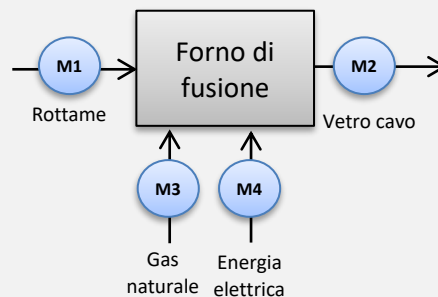 M1
Forno di
fusione
M2
Rottame
Vetro cavo
M3
M4
Gas
naturale
Energia
elettrica